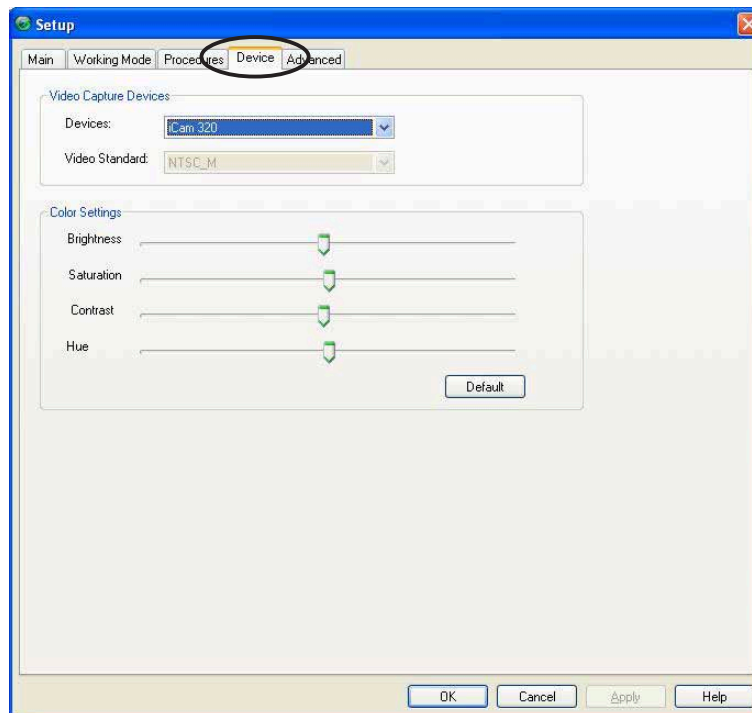 Setup
Main Working Mode Procedures Device Advanced
Video Capture Devices
Devices: iCam 320
Video Standard: NTSC_M
Color Settings
Brightness
Saturation
Contrast
Hue
Default
OK Cancel Apply Help